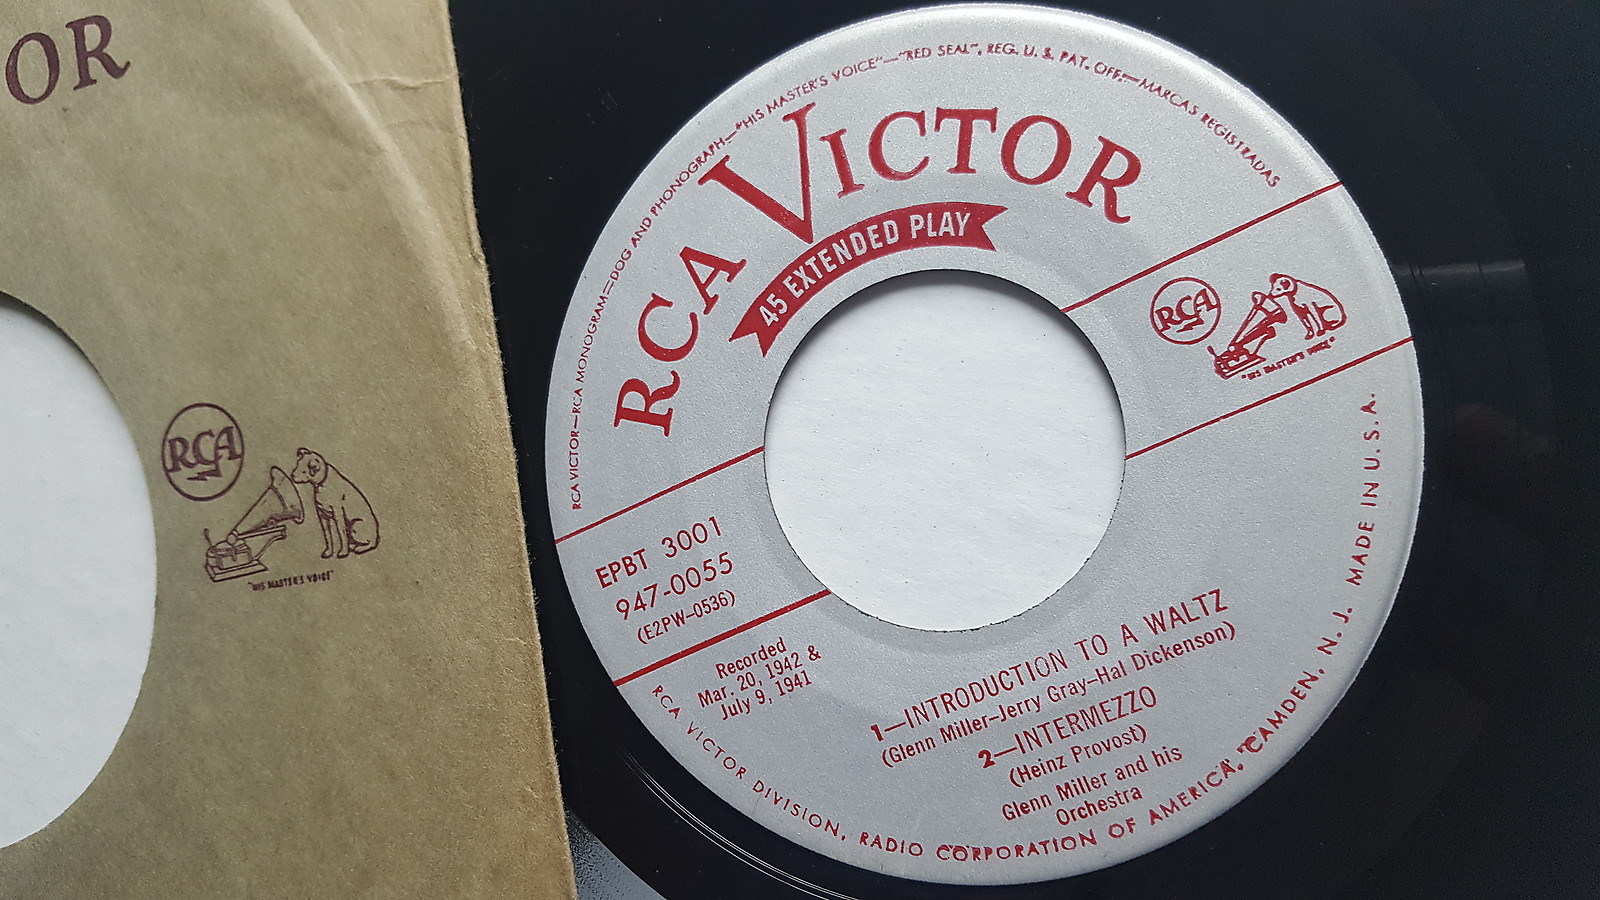 OR
RCA
"HIS MASTER'S VOICE"
RCA VICTOR—RCA MONOGRAM—DOG AND PHONOGRAPH—"HIS MASTER'S VOICE"—"RED SEAL", REG. U. S. PAT. OFF.—MARCAS REGISTRADAS
RCA VICTOR
45 EXTENDED PLAY
RCA
"HIS MASTER'S VOICE"
EPBT 3001
947-0055
(E2PW-0536)
Recorded
Mar. 20, 1942 &
July 9, 1941
1—INTRODUCTION TO A WALTZ
(Glenn Miller-Jerry Gray-Hal Dickenson)
2—INTERMEZZO
(Heinz Provost)
Glenn Miller and his
Orchestra
RCA VICTOR DIVISION, RADIO CORPORATION OF AMERICA, CAMDEN, N. J. MADE IN U. S. A.